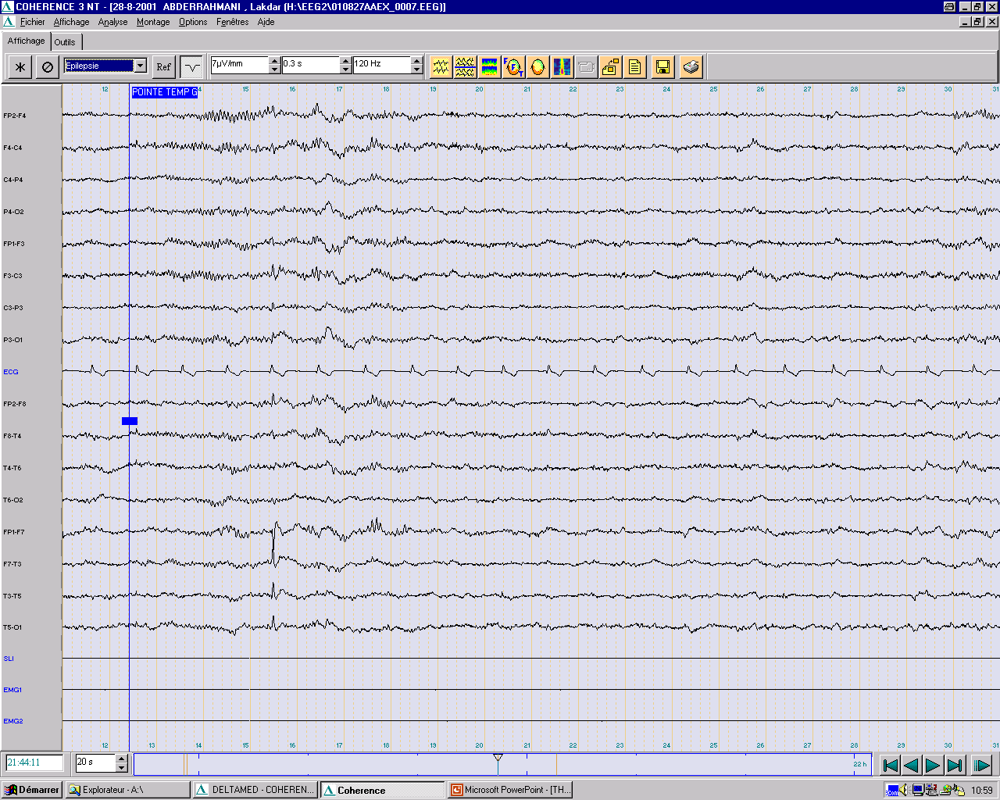 COHERENCE 3 NT - [28-8-2001 ABDERRAHMANI , Lakdar (H:\EEG2\010827AAEX_0007.EEG)]
Fichier Affichage Analyse Montage Options Fenêtres Aide
Affichage Outils
Epilepsie Ref 7µV/mm 0.3 s 120 Hz
12 POINTE TEMP G 14 15 16 17 18 19 20 21 22 23 24 25 26 27 28 29 30 31
FP2-F4
F4-C4
C4-P4
P4-O2
FP1-F3
F3-C3
C3-P3
P3-O1
ECG
FP2-F8
F8-T4
T4-T6
T6-O2
FP1-F7
F7-T3
T3-T5
T5-O1
SLI
EMG1
EMG2
12 13 14 15 16 17 18 19 20 21 22 23 24 25 26 27 28 29 30 31
21:44:11 20 s 22 h
Démarrer Explorateur - A:\ DELTAMED - COHEREN... Coherence Microsoft PowerPoint - [TH... 10:59